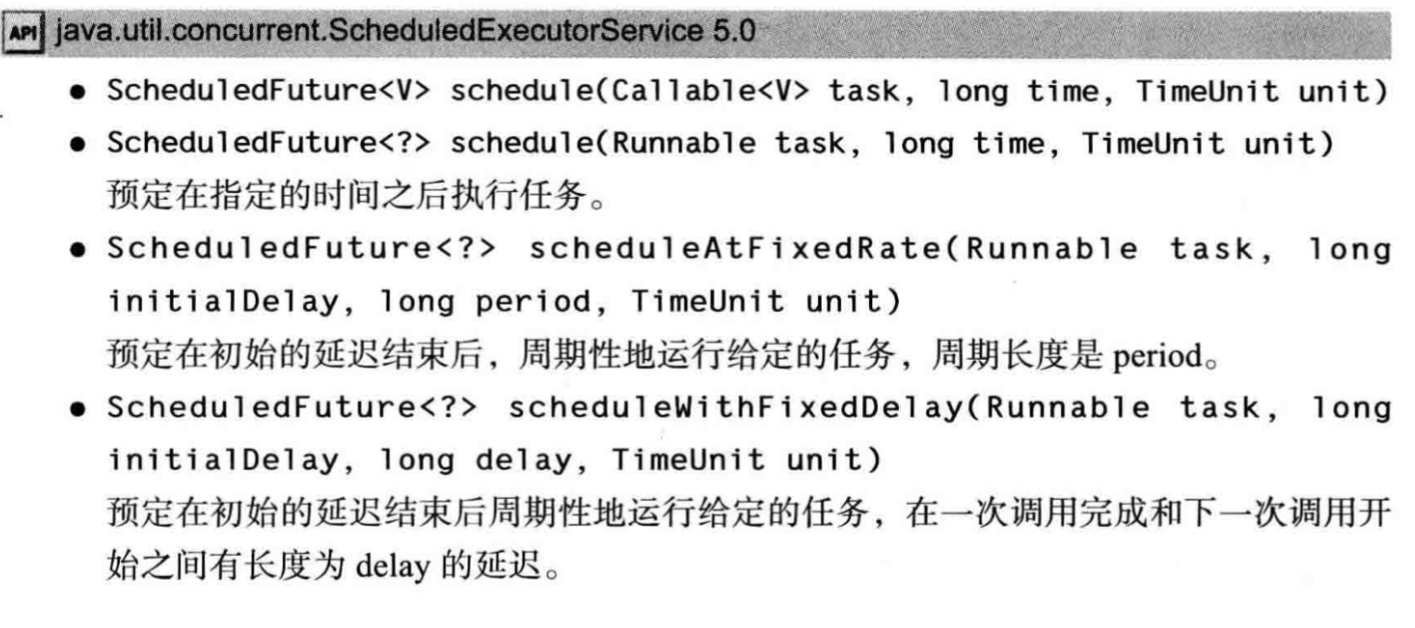 API java.util.concurrent.ScheduledExecutorService 5.0
● ScheduledFuture<V> schedule(Callable<V> task, long time, TimeUnit unit)
● ScheduledFuture<?> schedule(Runnable task, long time, TimeUnit unit)
预定在指定的时间之后执行任务。
● ScheduledFuture<?> scheduleAtFixedRate(Runnable task, long
initialDelay, long period, TimeUnit unit)
预定在初始的延迟结束后，周期性地运行给定的任务，周期长度是 period。
● ScheduledFuture<?> scheduleWithFixedDelay(Runnable task, long
initialDelay, long delay, TimeUnit unit)
预定在初始的延迟结束后周期性地运行给定的任务，在一次调用完成和下一次调用开
始之间有长度为 delay 的延迟。